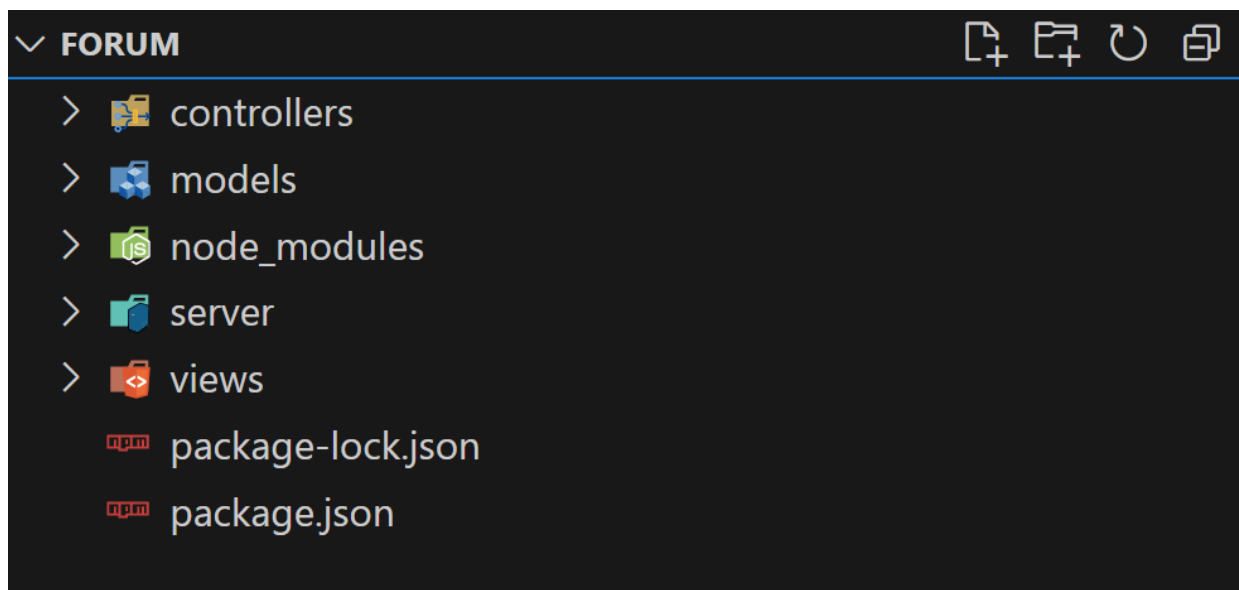 FORUM
controllers
models
node_modules
server
views
package-lock.json
package.json